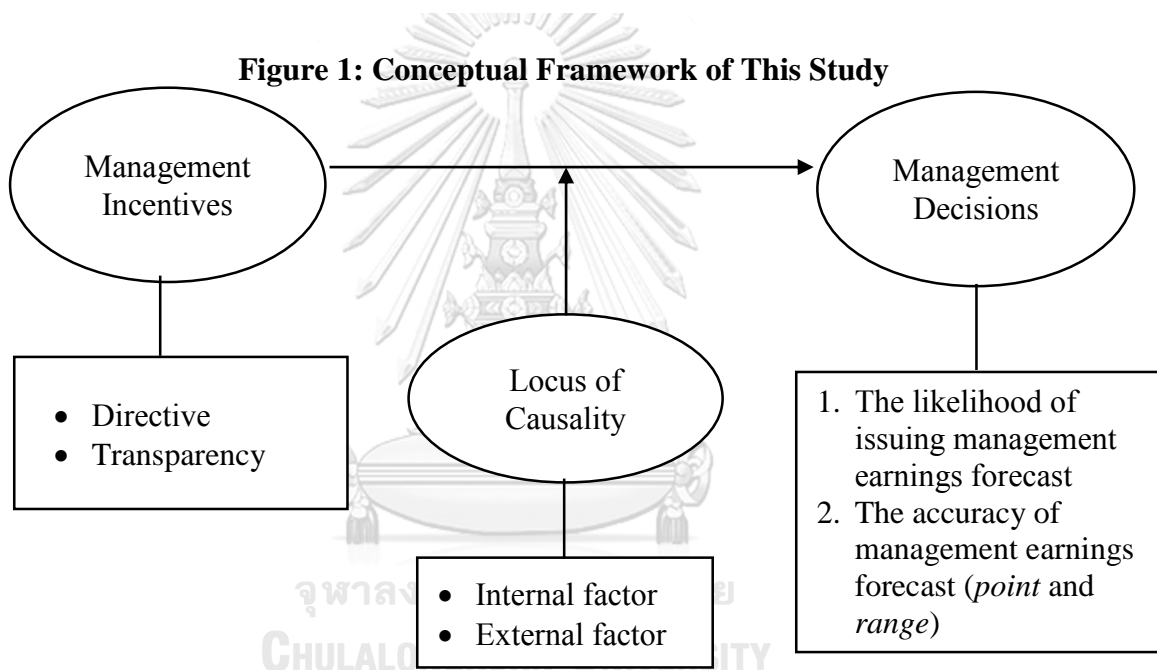 Figure 1: Conceptual Framework of This Study
Management
Incentives
Management
Decisions
Locus of
Causality
• Directive
• Transparency
1. The likelihood of
issuing management
earnings forecast
2. The accuracy of
management earnings
forecast (point and
range)
• Internal factor
• External factor